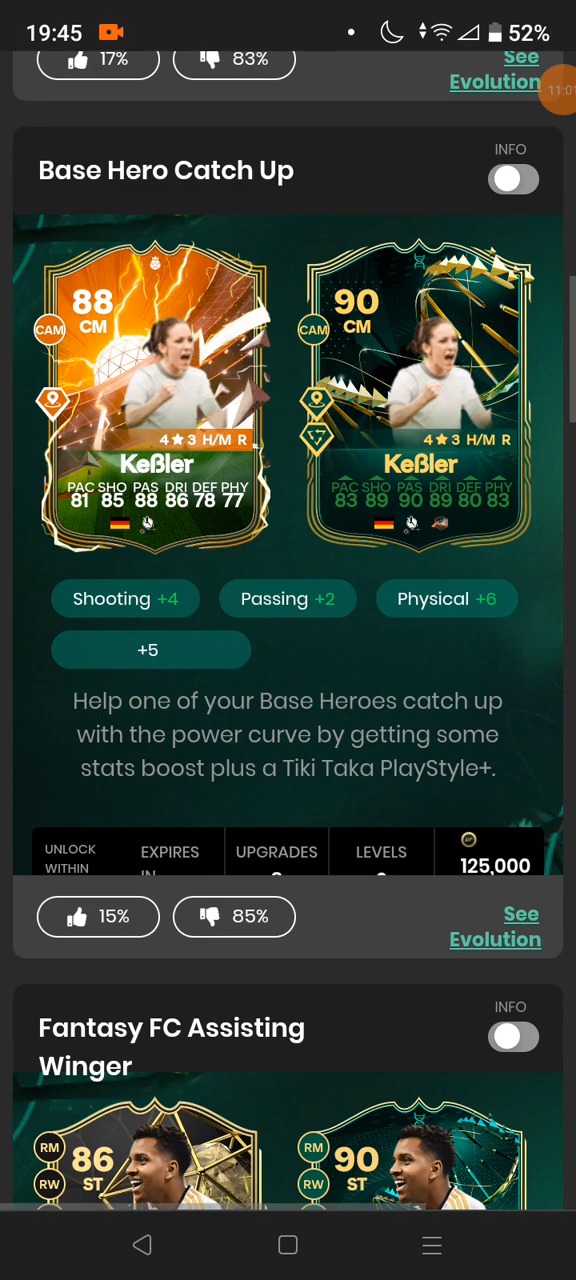 19:45
52%
17%
83%
See
Evolution
11:01
INFO
Base Hero Catch Up
88
CM
CAM
4★3 H/M R
Keßler
PAC SHO PAS DRI DEF PHY
81 85 88 86 78 77
90
CM
CAM
4★3 H/M R
Keßler
PAC SHO PAS DRI DEF PHY
83 89 90 89 80 83
Shooting +4
Passing +2
Physical +6
+5
Help one of your Base Heroes catch up
with the power curve by getting some
stats boost plus a Tiki Taka PlayStyle+.
UNLOCK
WITHIN
EXPIRES
UPGRADES
LEVELS
125,000
15%
85%
See
Evolution
INFO
Fantasy FC Assisting
Winger
RM
RW
86
ST
RM
RW
90
ST